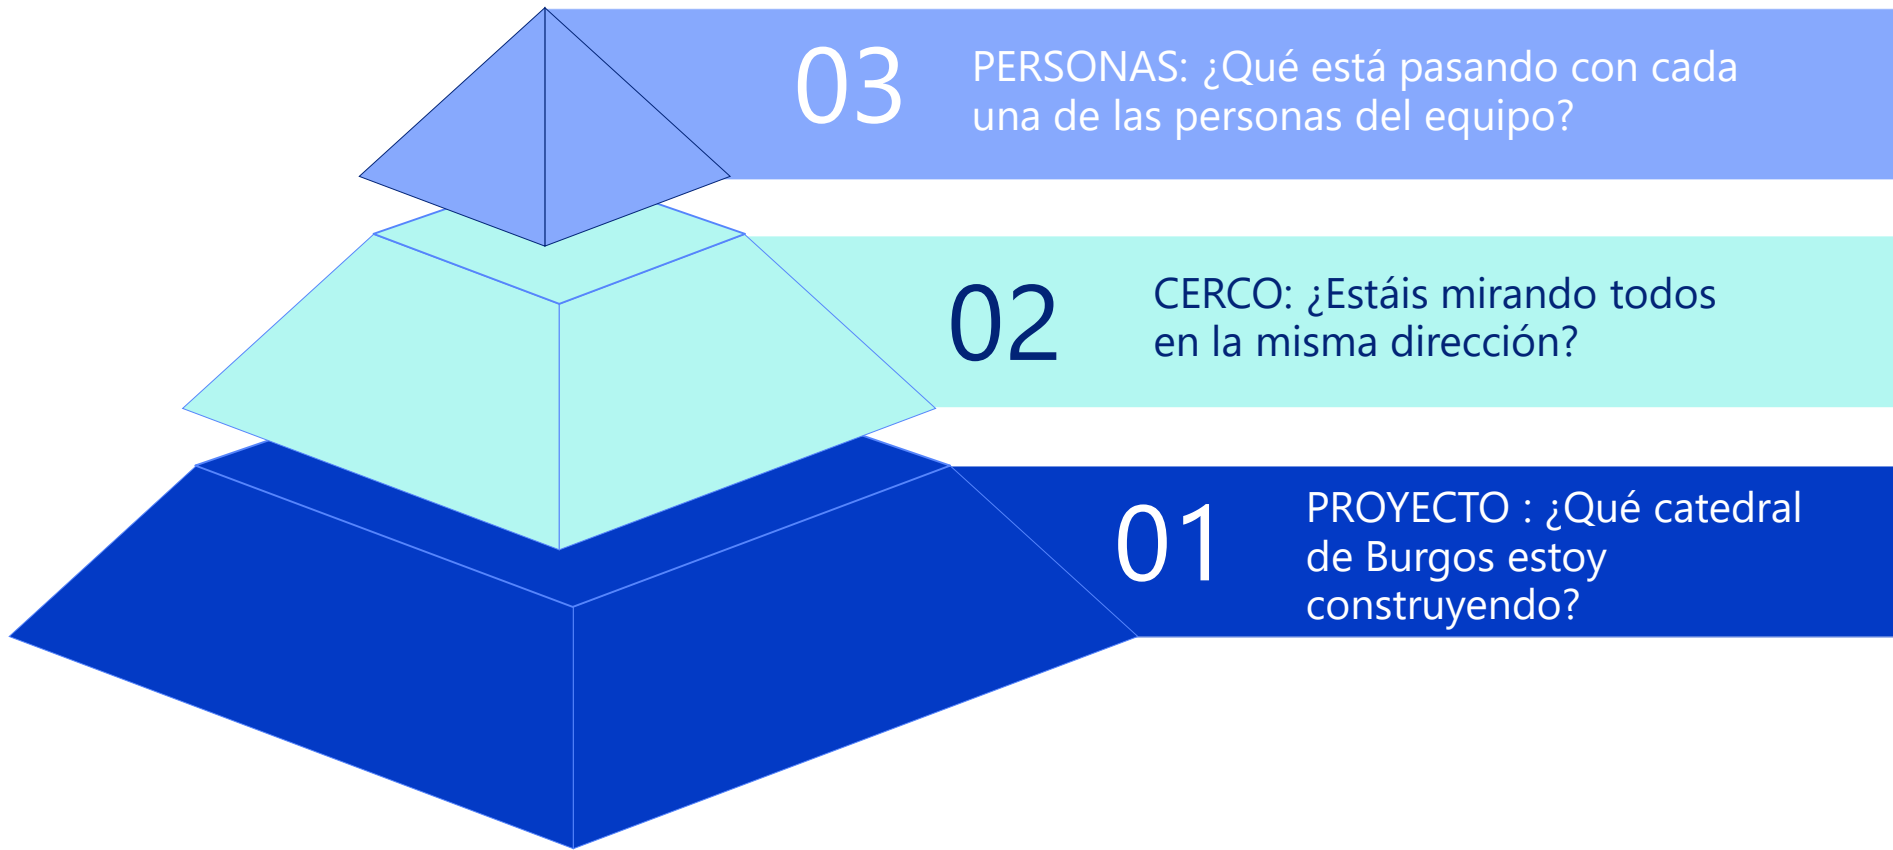 03
PERSONAS: ¿Qué está pasando con cada
una de las personas del equipo?
02
CERCO: ¿Estáis mirando todos
en la misma dirección?
01
PROYECTO : ¿Qué catedral
de Burgos estoy
construyendo?